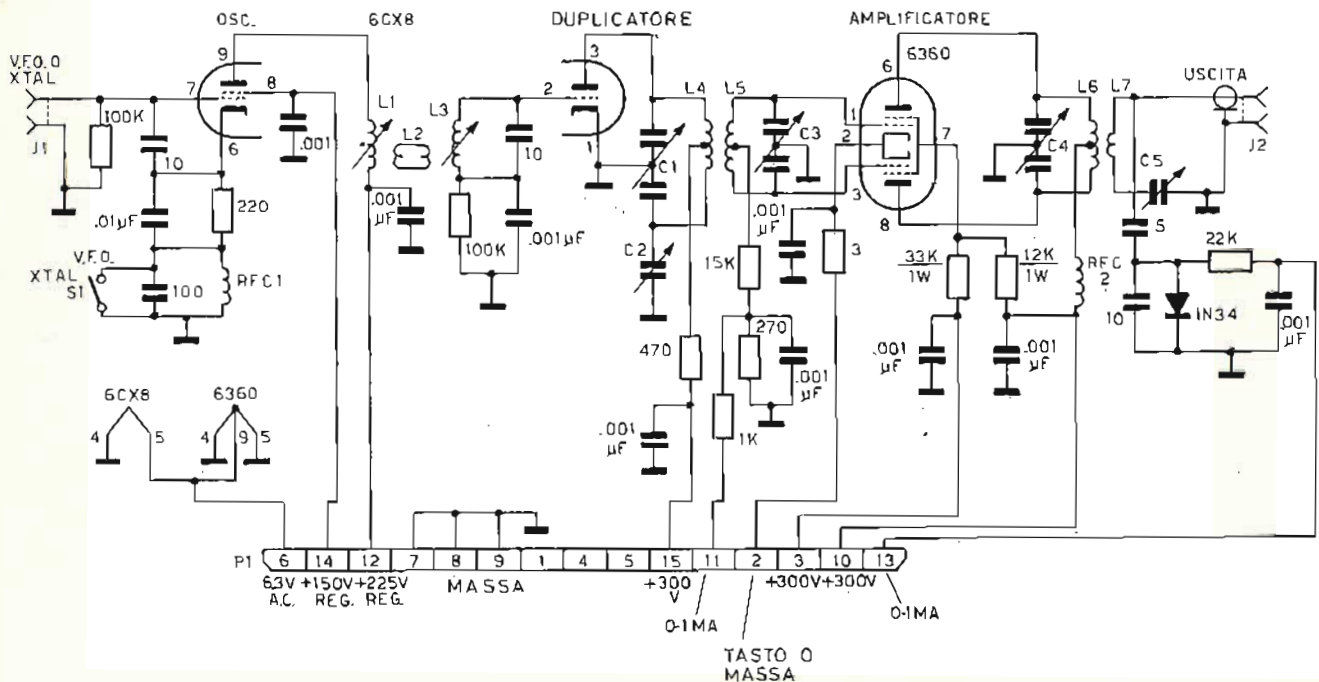 OSC.
6CX8
DUPLICATORE
AMPLIFICATORE
6360
V.F.O. O
XTAL
USCITA
J1
100K
7
9
8
6
10
.001
220
.01µF
V.F.O.
XTAL
S1
100
RFC1
L1
L2
L3
.001
µF
100K
10
.001µF
2
3
1
L4
L5
C1
C2
C3
470
.001
µF
15K
270
.001
µF
1K
.001
µF
3
6
1
2
3
7
8
33K
1W
12K
1W
.001
µF
.001
µF
C4
L6
L7
RFC
2
C5
J2
5
22K
10
1N34
.001
µF
6CX8
4
5
6360
4
9
5
P1
6
14
12
7
8
9
1
4
5
15
11
2
3
10
13
6,3V
A.C.
+150V
REG.
+225V
REG.
MASSA
+300
V
0-1MA
TASTO O
MASSA
+300V
+300V
0-1MA